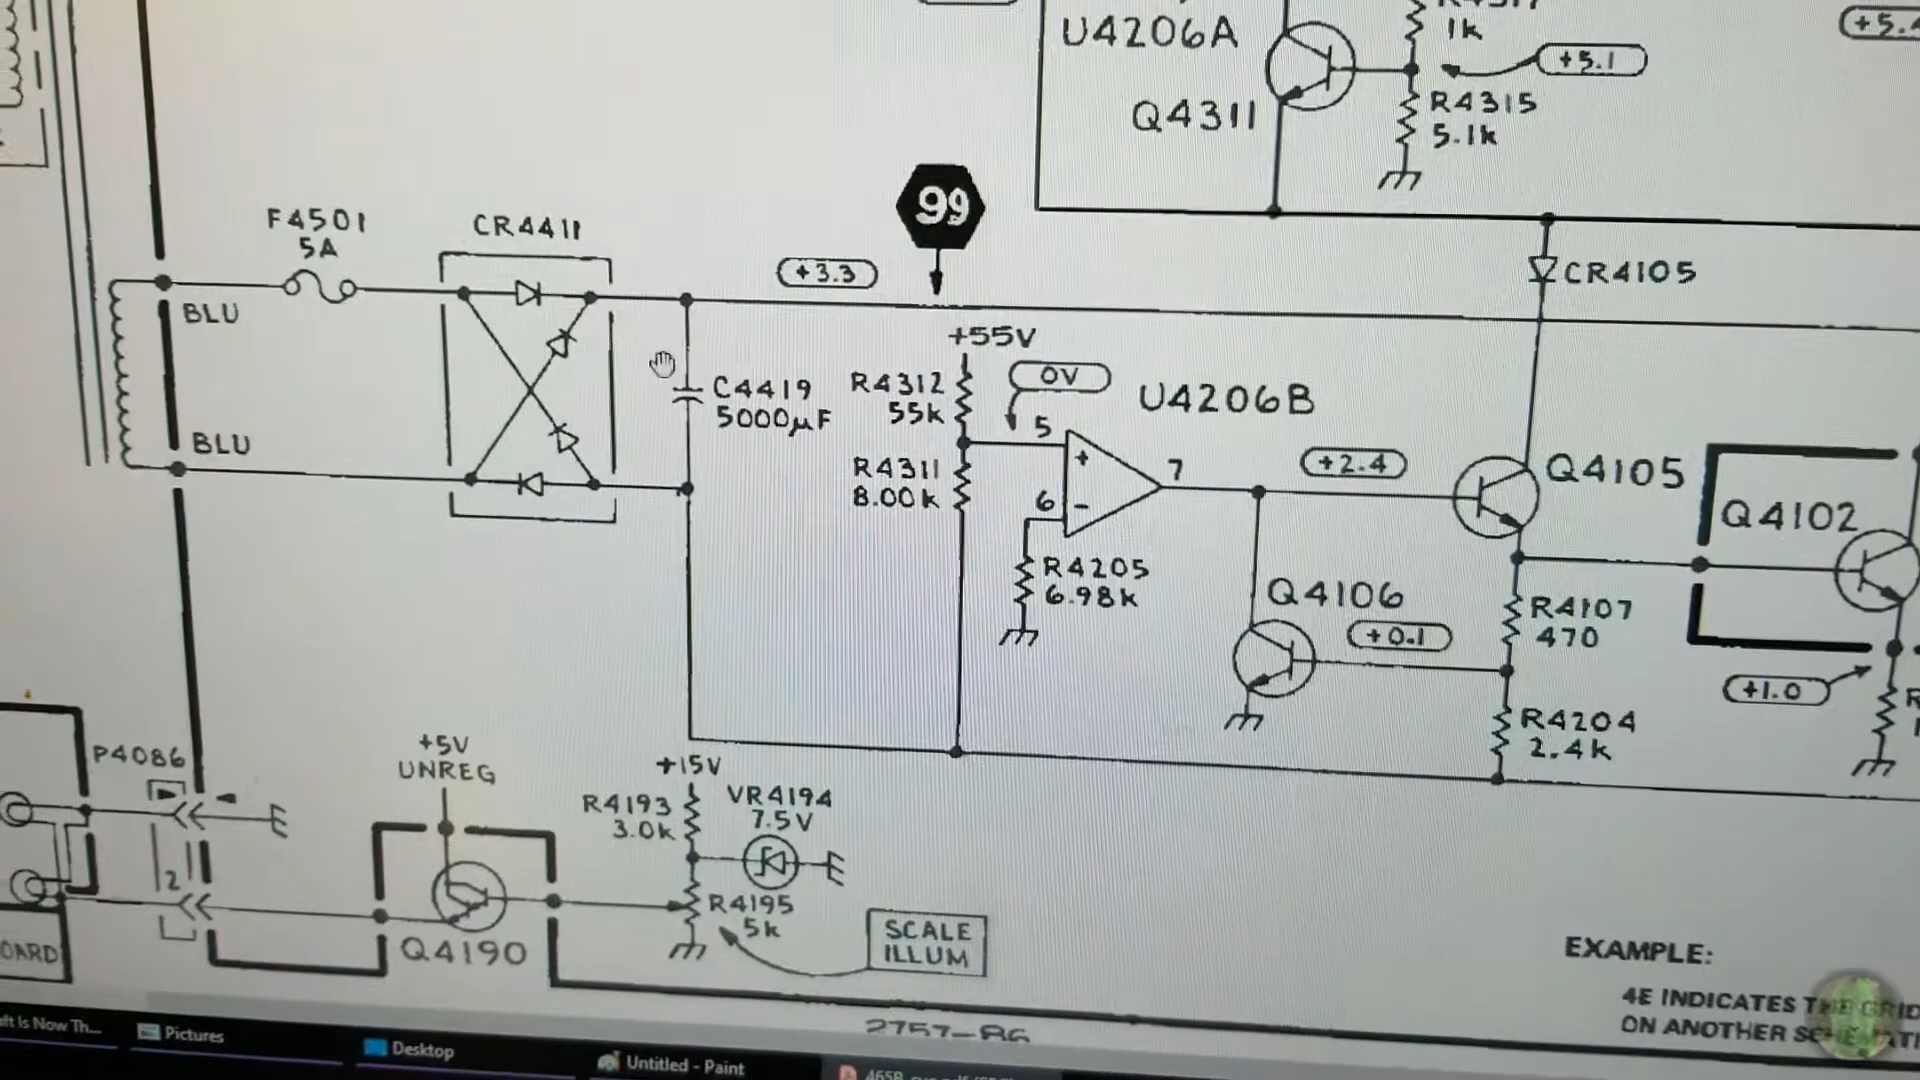 U4206A
1k
+5.1
Q4311
R4315
5.1k
99
F4501
5A
CR4411
+3.3
CR4105
BLU
BLU
+55V
0V
R4312
55k
C4419
5000µF
5
U4206B
+
7
+2.4
Q4105
R4311
8.00k
6
-
Q4102
R4205
6.98k
Q4106
+0.1
R4107
470
+1.0
R4204
2.4k
P4086
+5V
UNREG
+15V
R4193
3.0k
VR4194
7.5V
2
R4195
5k
Q4190
SCALE
ILLUM
EXAMPLE:
4E INDICATES THE GRID
ON ANOTHER
2757-86
Pictures
Desktop
Untitled - Paint